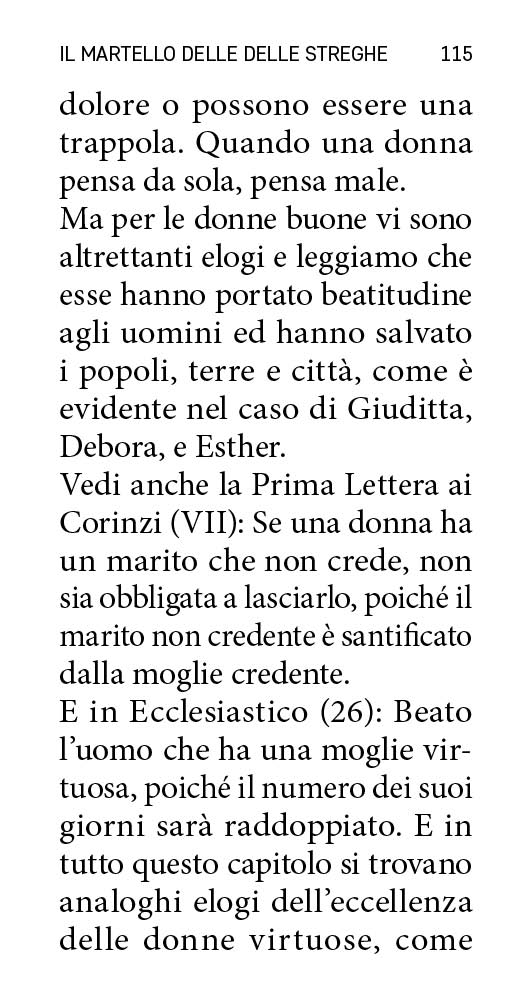 IL MARTELLO DELLE DELLE STREGHE 115
dolore o possono essere una
trappola. Quando una donna
pensa da sola, pensa male.
Ma per le donne buone vi sono
altrettanti elogi e leggiamo che
esse hanno portato beatitudine
agli uomini ed hanno salvato
i popoli, terre e città, come è
evidente nel caso di Giuditta,
Debora, e Esther.
Vedi anche la Prima Lettera ai
Corinzi (VII): Se una donna ha
un marito che non crede, non
sia obbligata a lasciarlo, poiché il
marito non credente è santificato
dalla moglie credente.
E in Ecclesiastico (26): Beato
l’uomo che ha una moglie vir-
tuosa, poiché il numero dei suoi
giorni sarà raddoppiato. E in
tutto questo capitolo si trovano
analoghi elogi dell’eccellenza
delle donne virtuose, come